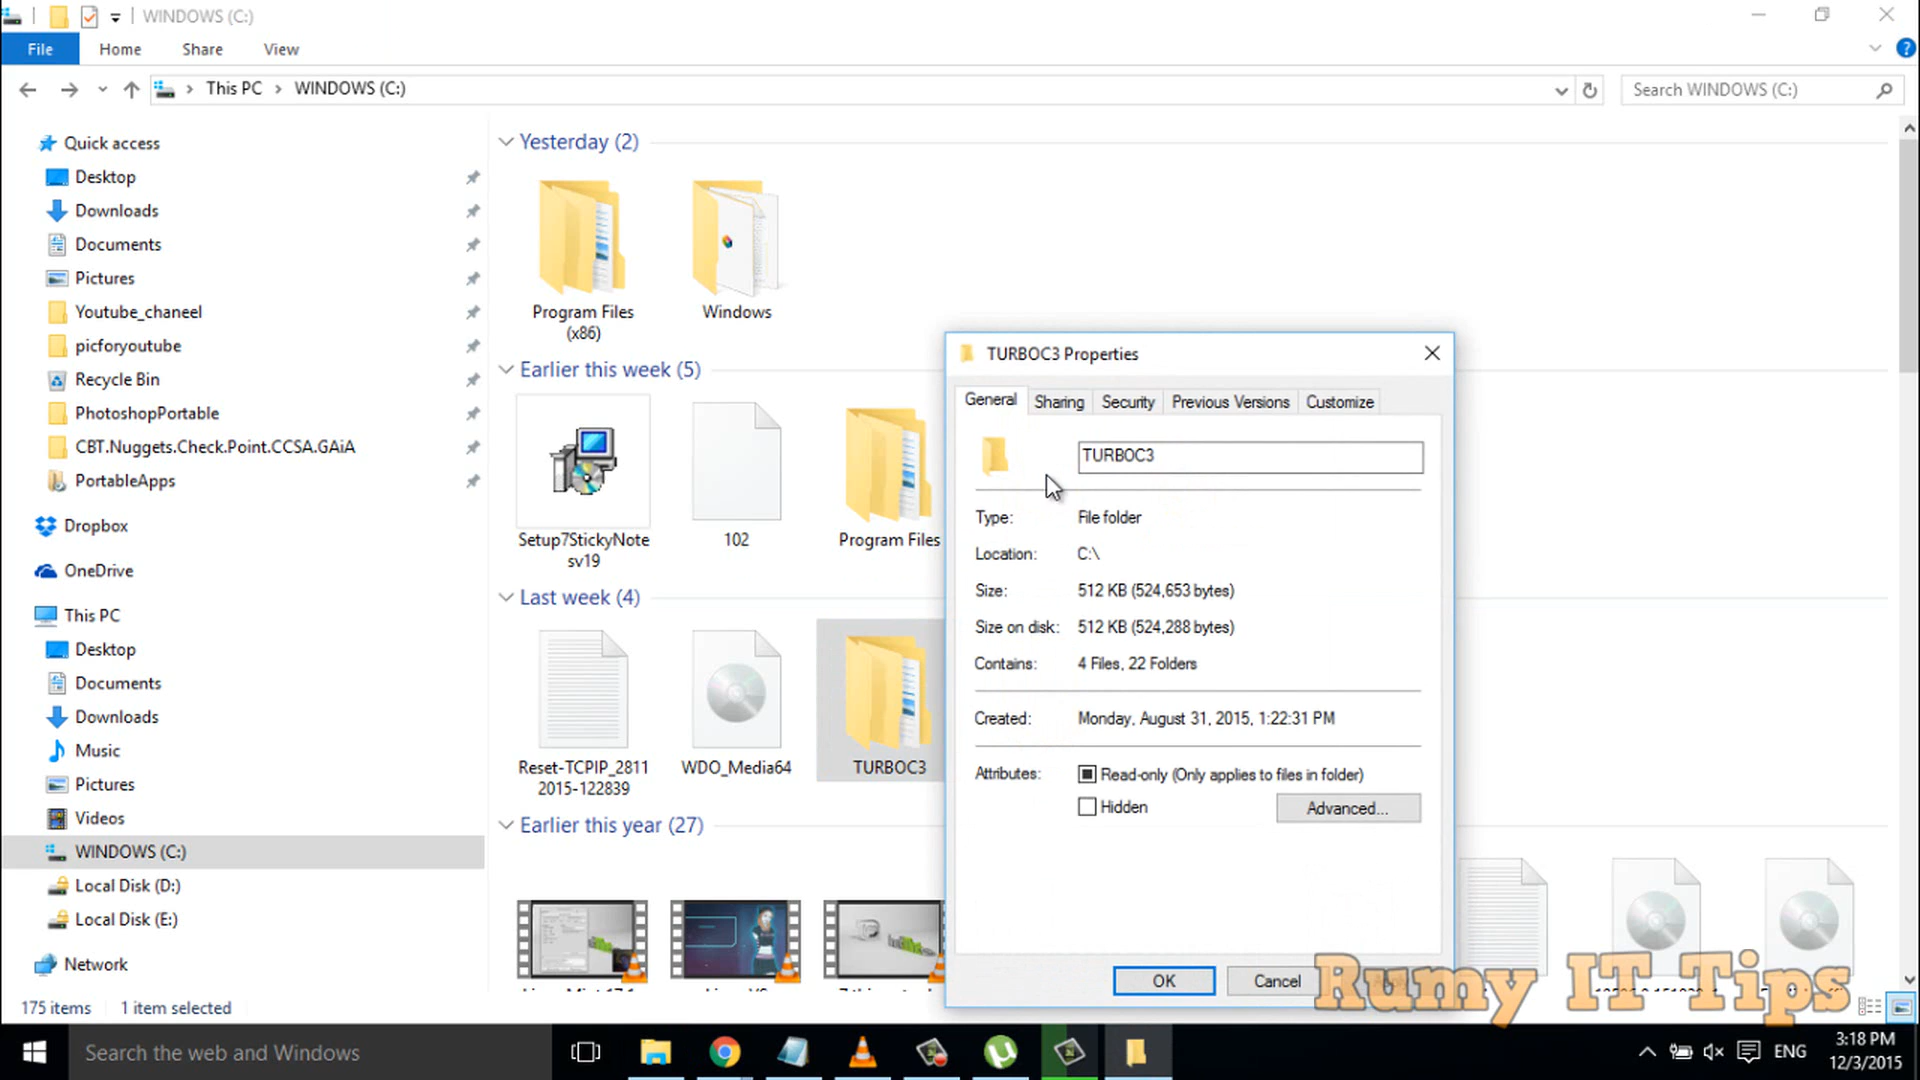 WINDOWS (C:)
File Home Share View
This PC WINDOWS (C:)
Search WINDOWS (C:)
Quick access
Desktop
Downloads
Documents
Pictures
Youtube_chaneel
picforyoutube
Recycle Bin
PhotoshopPortable
CBT.Nuggets.Check.Point.CCSA.GAiA
PortableApps
Dropbox
OneDrive
This PC
Desktop
Documents
Downloads
Music
Pictures
Videos
WINDOWS (C:)
Local Disk (D:)
Local Disk (E:)
Network
Yesterday (2)
Program Files
(x86)
Windows
Earlier this week (5)
Setup7StickyNote
sv19
102
Program Files
Last week (4)
Reset-TCPIP_2811
2015-122839
WDO_Media64
TURBOC3
Earlier this year (27)
TURBOC3 Properties
General Sharing Security Previous Versions Customize
TURBOC3
Type: File folder
Location: C:\
Size: 512 KB (524,653 bytes)
Size on disk: 512 KB (524,288 bytes)
Contains: 4 Files, 22 Folders
Created: Monday, August 31, 2015, 1:22:31 PM
Attributes: Read-only (Only applies to files in folder)
Hidden
Advanced...
OK
Cancel
Rumy IT Tips
175 items 1 item selected
Search the web and Windows
ENG
3:18 PM
12/3/2015